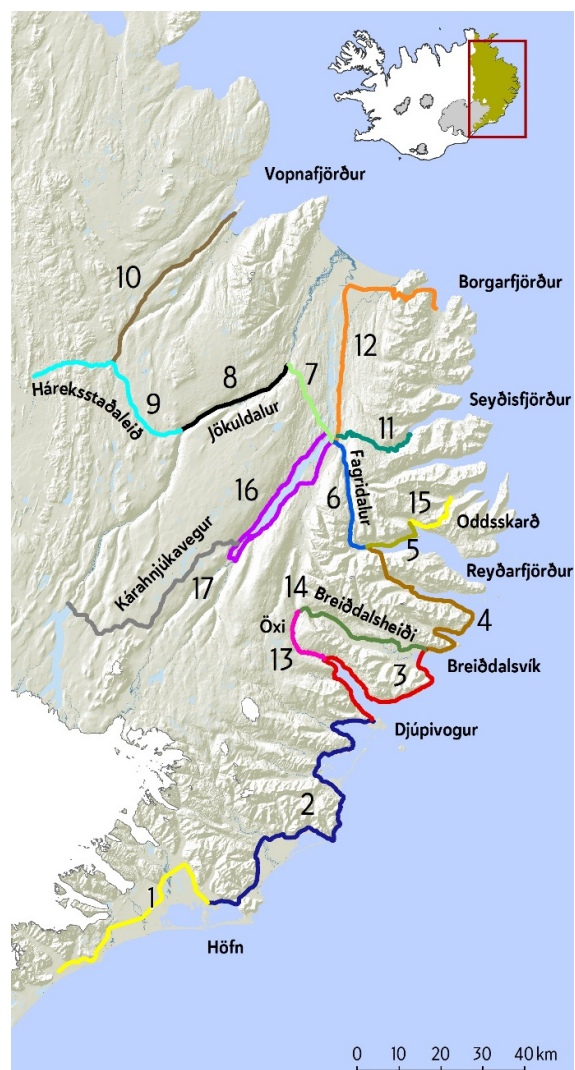 Vopnafjörður
10
Borgarfjörður
12
7
8
Háreksstaðaleið
9
Jökuldalur
Seyðisfjörður
11
16
6
Fagridalur
15
Oddsskarð
5
Reyðarfjörður
Kárahnjúkavegur
17
14
Breiðdalsheiði
Öxi
4
13
3
Breiðdalsvík
Djúpivogur
2
1
Höfn
0 10 20 30 40 km